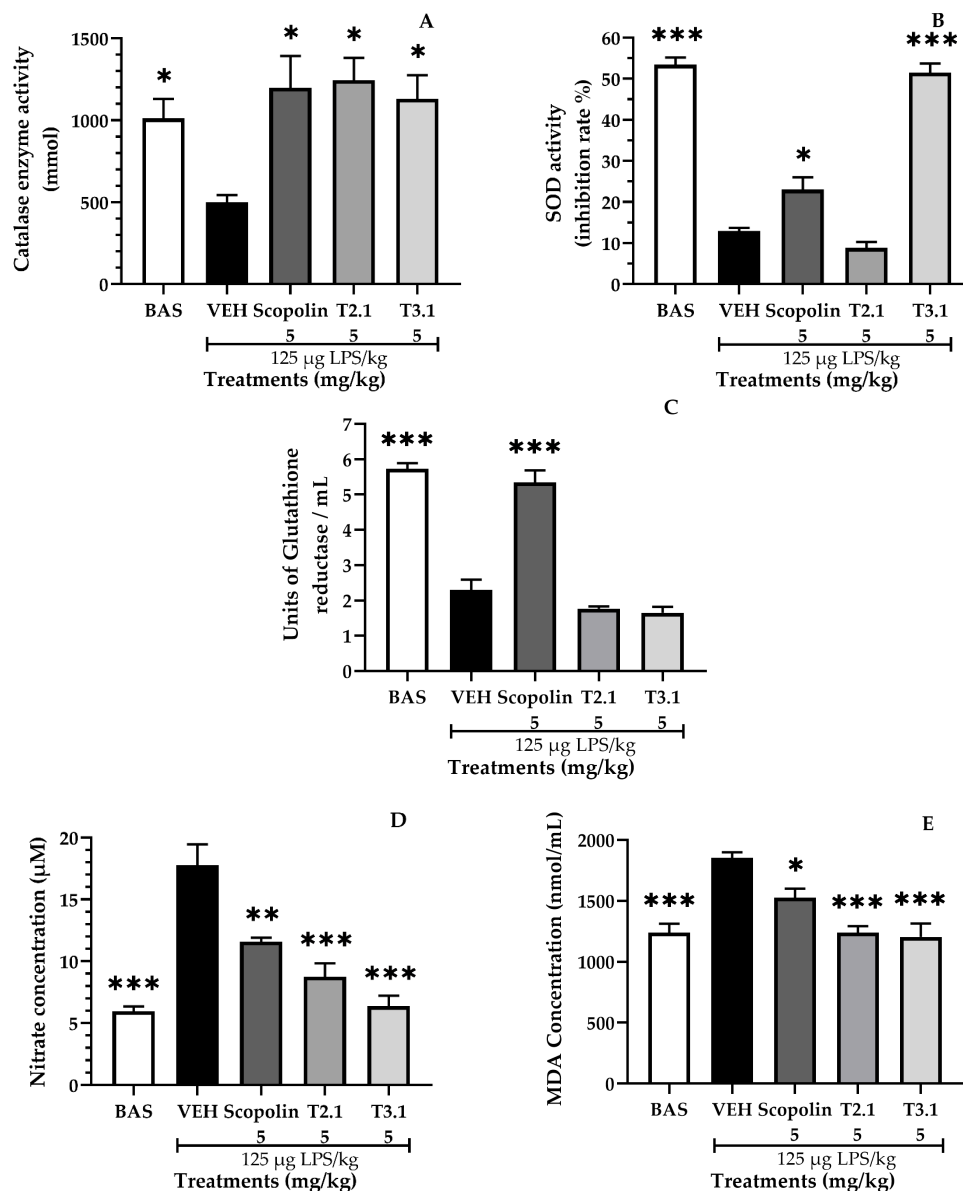 A
Catalase enzyme activity
(mmol)
1500
1000
500
0
* * * *
BAS VEH Scopolin T2.1 T3.1
5 5 5
125 µg LPS/kg
Treatments (mg/kg)
B
SOD activity
(inhibition rate %)
60
50
40
30
20
10
0
*** * ***
BAS VEH Scopolin T2.1 T3.1
5 5 5
125 µg LPS/kg
Treatments (mg/kg)
C
Units of Glutathione
reductase / mL
7
6
5
4
3
2
1
0
*** ***
BAS VEH Scopolin T2.1 T3.1
5 5 5
125 µg LPS/kg
Treatments (mg/kg)
D
Nitrate concentration (µM)
20
15
10
5
0
*** ** *** ***
BAS VEH Scopolin T2.1 T3.1
5 5 5
125 µg LPS/kg
Treatments (mg/kg)
E
MDA Concentration (nmol/mL)
2000
1500
1000
500
0
*** * *** ***
BAS VEH Scopolin T2.1 T3.1
5 5 5
125 µg LPS/kg
Treatments (mg/kg)